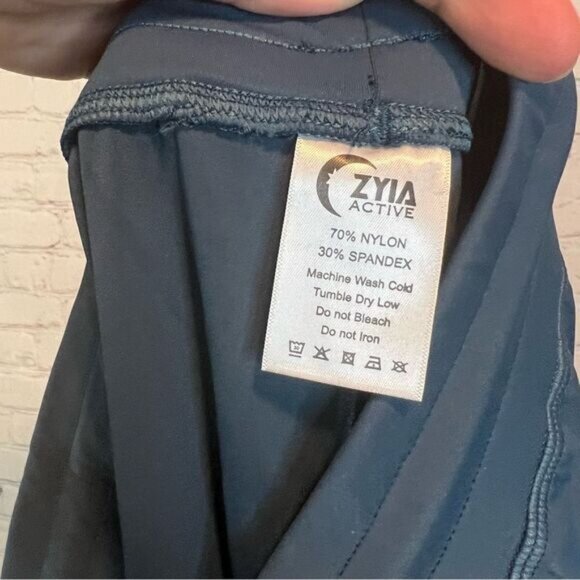 ZYIA
ACTIVE
70% NYLON
30% SPANDEX
Machine Wash Cold
Tumble Dry Low
Do not Bleach
Do not Iron